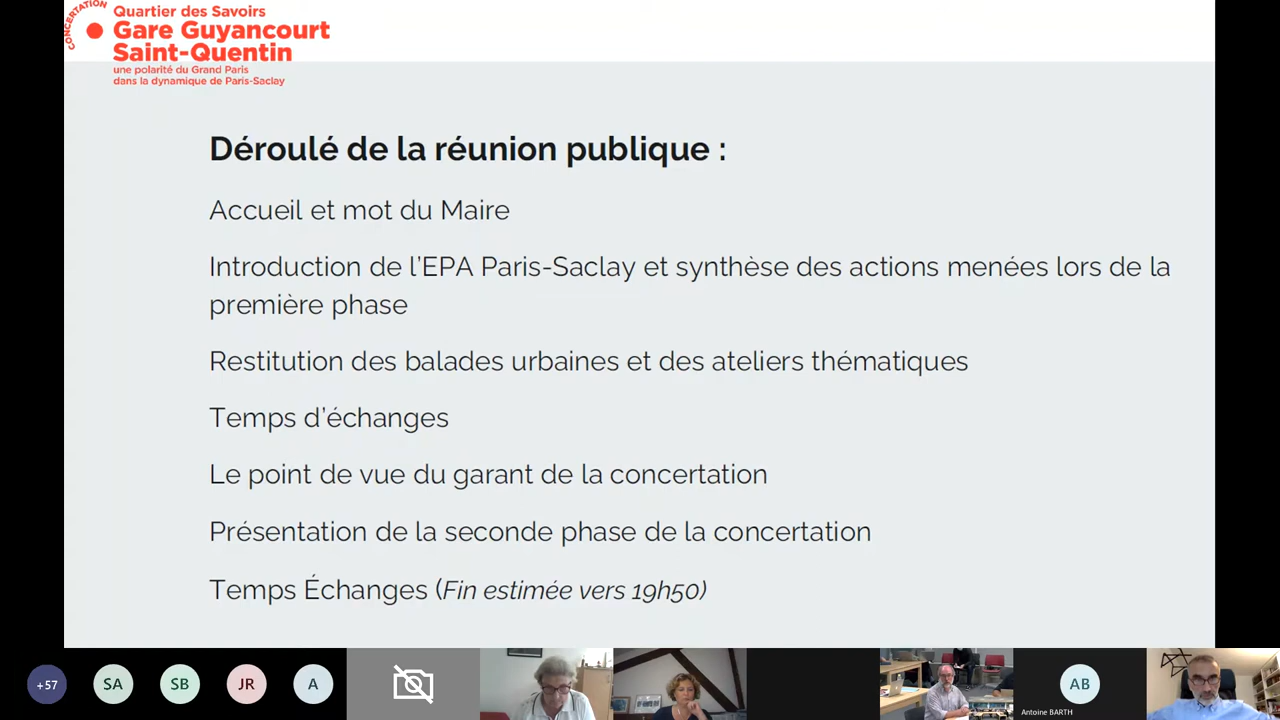 CONCERTATION
Quartier des Savoirs
Gare Guyancourt
Saint-Quentin
une polarité du Grand Paris
dans la dynamique de Paris-Saclay
Déroulé de la réunion publique :
Accueil et mot du Maire
Introduction de l'EPA Paris-Saclay et synthèse des actions menées lors de la
première phase
Restitution des balades urbaines et des ateliers thématiques
Temps d'échanges
Le point de vue du garant de la concertation
Présentation de la seconde phase de la concertation
Temps Échanges (Fin estimée vers 19h50)
+57
SA
SB
JR
A
AB
Antoine BARTH